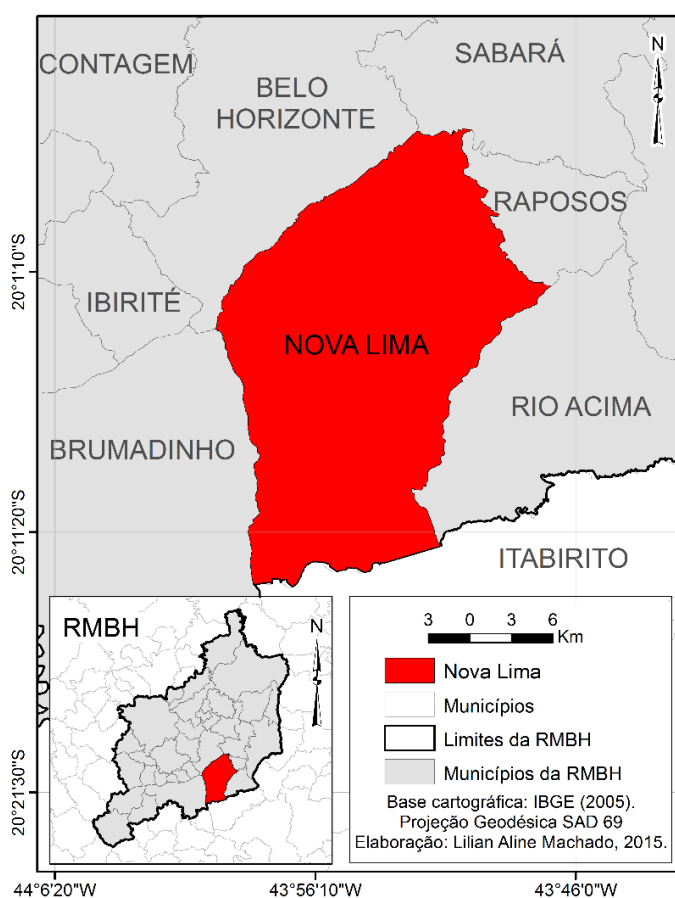 CONTAGEM
SABARÁ
N
BELO
HORIZONTE
RAPOSOS
20°1'10"S
IBIRITÉ
NOVA LIMA
RIO ACIMA
BRUMADINHO
20°11'20"S
ITABIRITO
RMBH
N
3 0 3 6
Km
Nova Lima
Municípios
Limites da RMBH
Municípios da RMBH
Base cartográfica: IBGE (2005).
Projeção Geodésica SAD 69
Elaboração: Lilian Aline Machado, 2015.
20°21'30"S
44°6'20"W 43°56'10"W 43°46'0"W